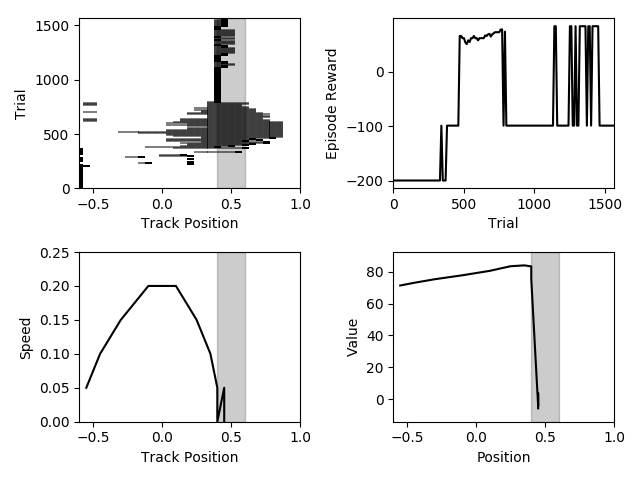 1500
1000
500
0
Trial
−0.5 0.0 0.5 1.0
Track Position
0
−100
−200
Episode Reward
0 500 1000 1500
Trial
0.25
0.20
0.15
0.10
0.05
0.00
Speed
−0.5 0.0 0.5 1.0
Track Position
80
60
40
20
0
Value
−0.5 0.0 0.5 1.0
Position